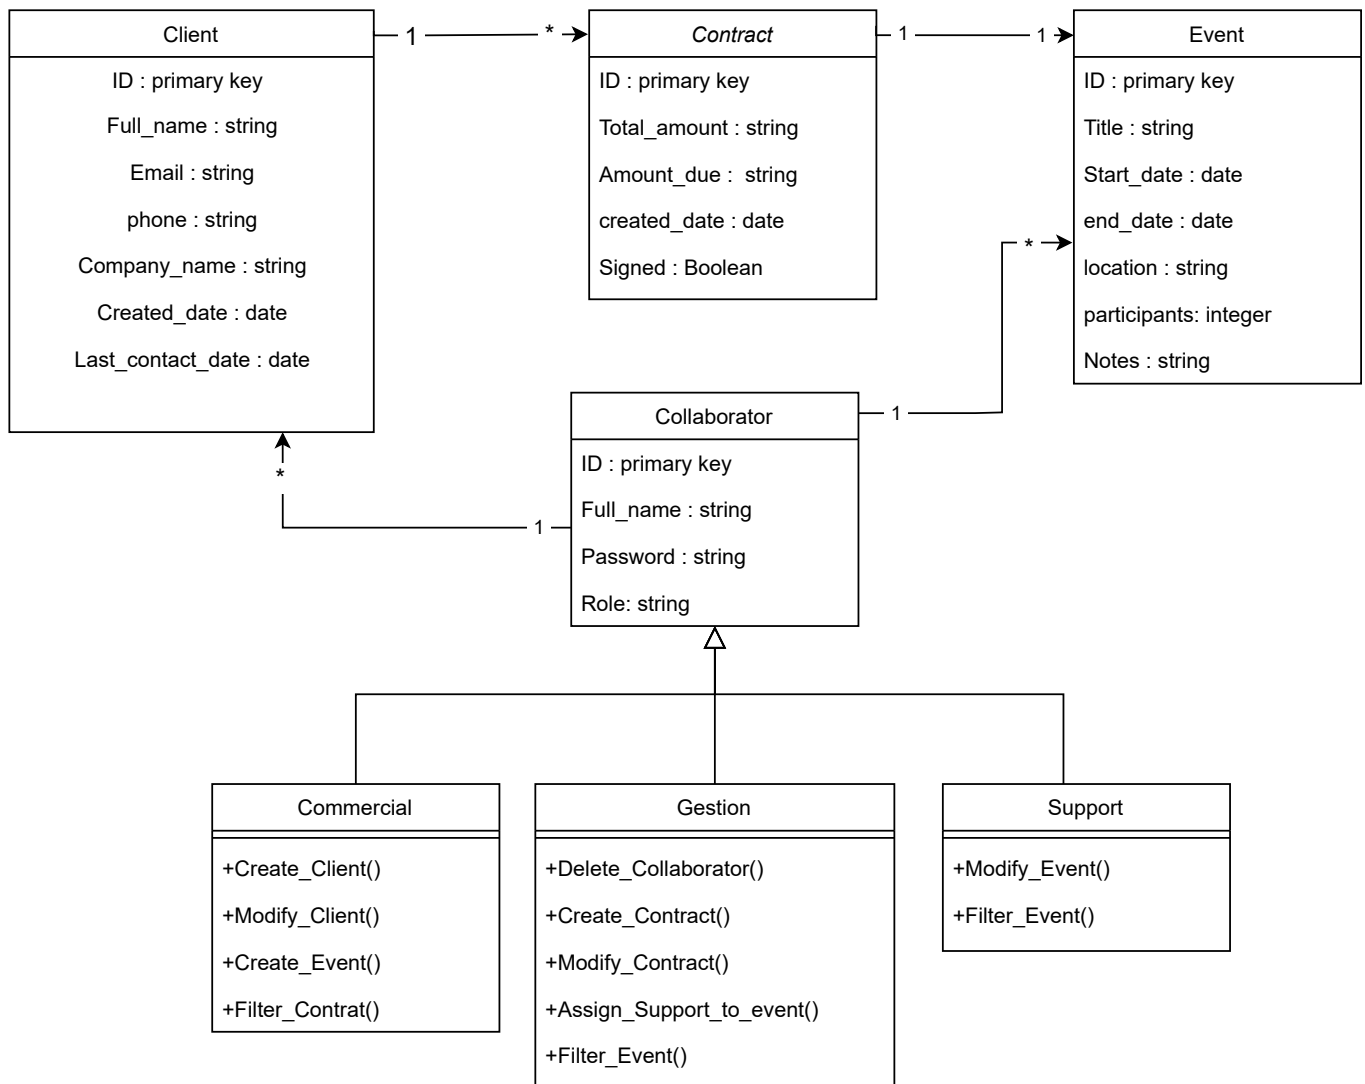 Client
ID : primary key
Full_name : string
Email : string
phone : string
Company_name : string
Created_date : date
Last_contact_date : date
1
*
Contract
ID : primary key
Total_amount : string
Amount_due :  string
created_date : date
Signed : Boolean
1
1
Event
ID : primary key
Title : string
Start_date : date
end_date : date
location : string
participants: integer
Notes : string
*
1
Collaborator
ID : primary key
Full_name : string
Password : string
Role: string
*
1
Commercial
+Create_Client()
+Modify_Client()
+Create_Event()
+Filter_Contrat()
Gestion
+Delete_Collaborator()
+Create_Contract()
+Modify_Contract()
+Assign_Support_to_event()
+Filter_Event()
Support
+Modify_Event()
+Filter_Event()